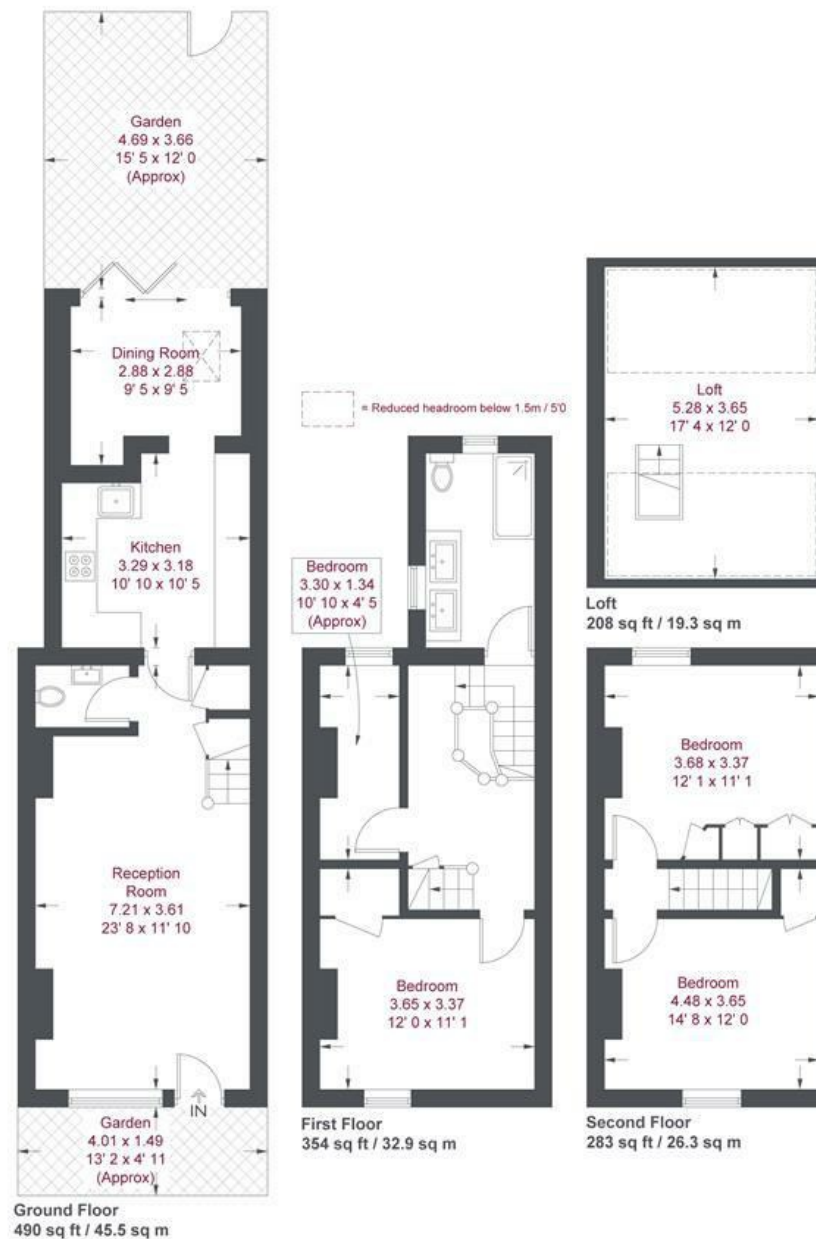 Garden
4.69 x 3.66
15' 5 x 12' 0
(Approx)
Dining Room
2.88 x 2.88
9' 5 x 9' 5
Kitchen
3.29 x 3.18
10' 10 x 10' 5
Reception
Room
7.21 x 3.61
23' 8 x 11' 10
IN
Garden
4.01 x 1.49
13' 2 x 4' 11
(Approx)
Ground Floor
490 sq ft / 45.5 sq m
= Reduced headroom below 1.5m / 5'0
Bedroom
3.30 x 1.34
10' 10 x 4' 5
(Approx)
Bedroom
3.65 x 3.37
12' 0 x 11' 1
First Floor
354 sq ft / 32.9 sq m
Loft
5.28 x 3.65
17' 4 x 12' 0
Loft
208 sq ft / 19.3 sq m
Bedroom
3.68 x 3.37
12' 1 x 11' 1
Bedroom
4.48 x 3.65
14' 8 x 12' 0
Second Floor
283 sq ft / 26.3 sq m